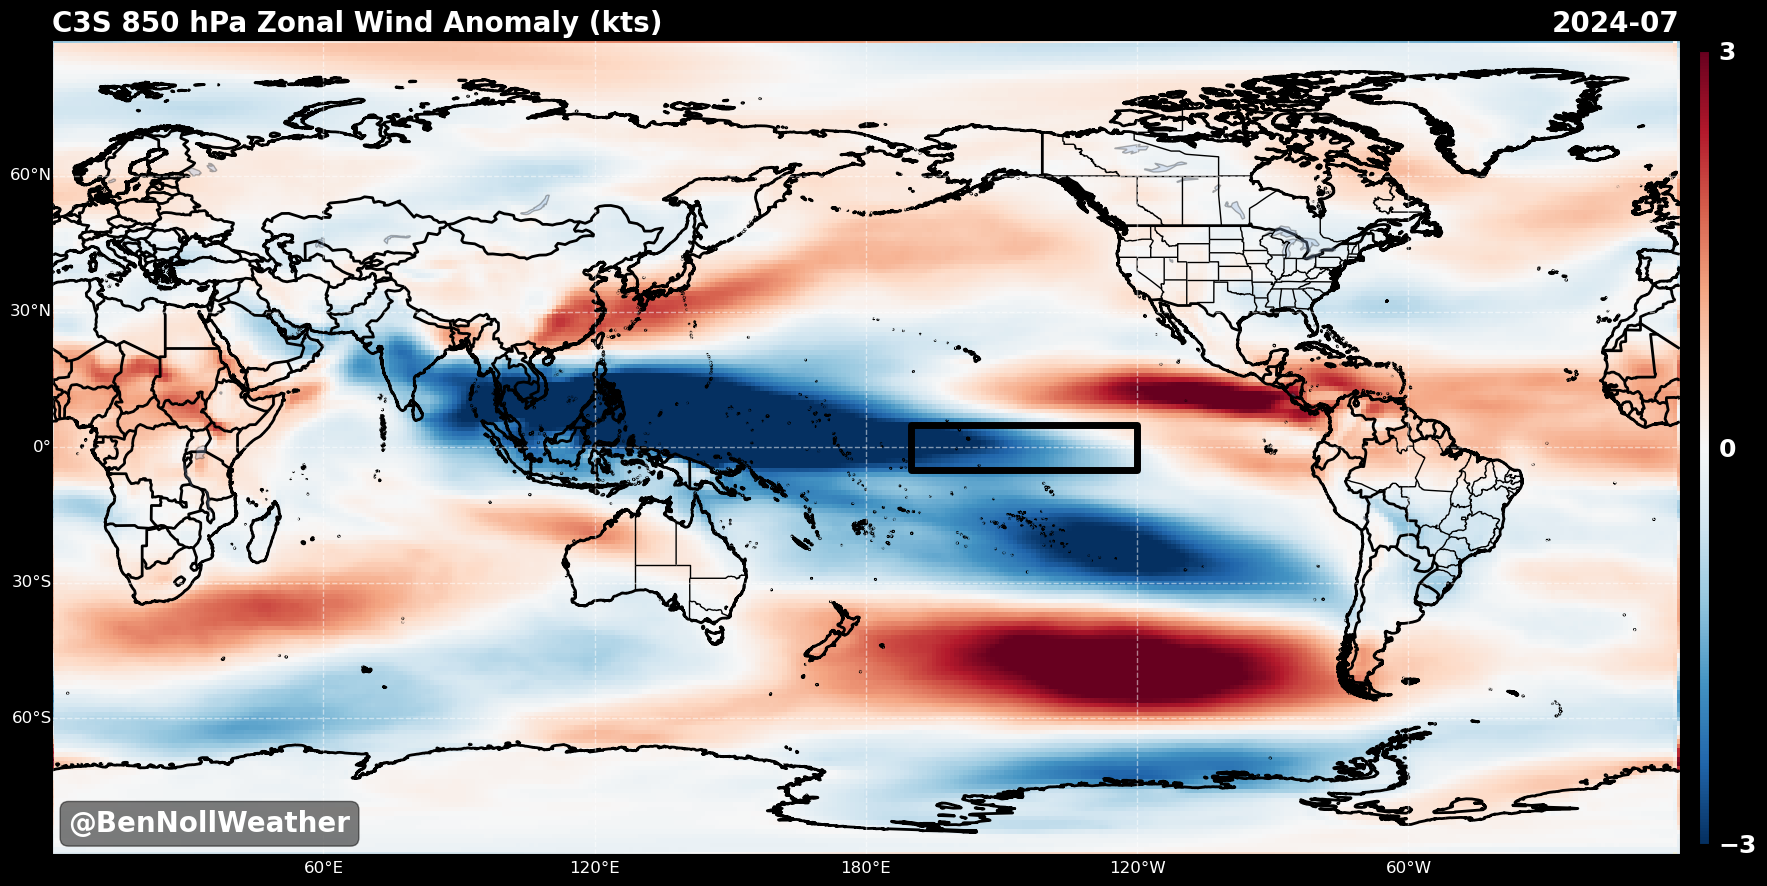 C3S 850 hPa Zonal Wind Anomaly (kts)
2024-07
3
60°N
30°N
0°
0
30°S
60°S
@BenNollWeather
−3
60°E
120°E
180°E
120°W
60°W